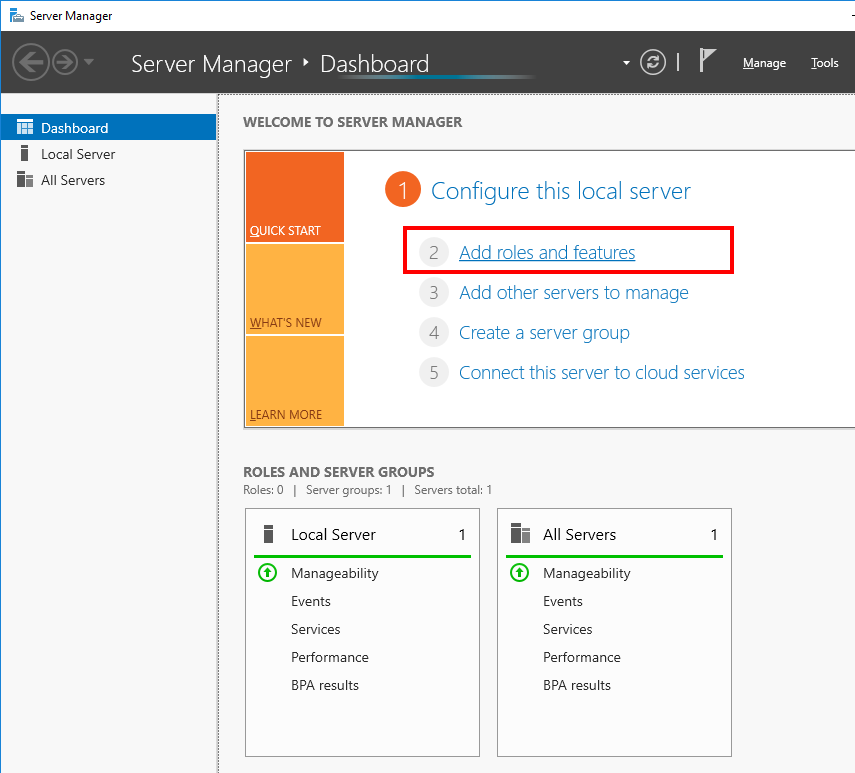 Server Manager
Server Manager Dashboard
Manage Tools
Dashboard
Local Server
All Servers
WELCOME TO SERVER MANAGER
QUICK START
WHAT'S NEW
LEARN MORE
1 Configure this local server
2 Add roles and features
3 Add other servers to manage
4 Create a server group
5 Connect this server to cloud services
ROLES AND SERVER GROUPS
Roles: 0 | Server groups: 1 | Servers total: 1
Local Server 1
Manageability
Events
Services
Performance
BPA results
All Servers 1
Manageability
Events
Services
Performance
BPA results